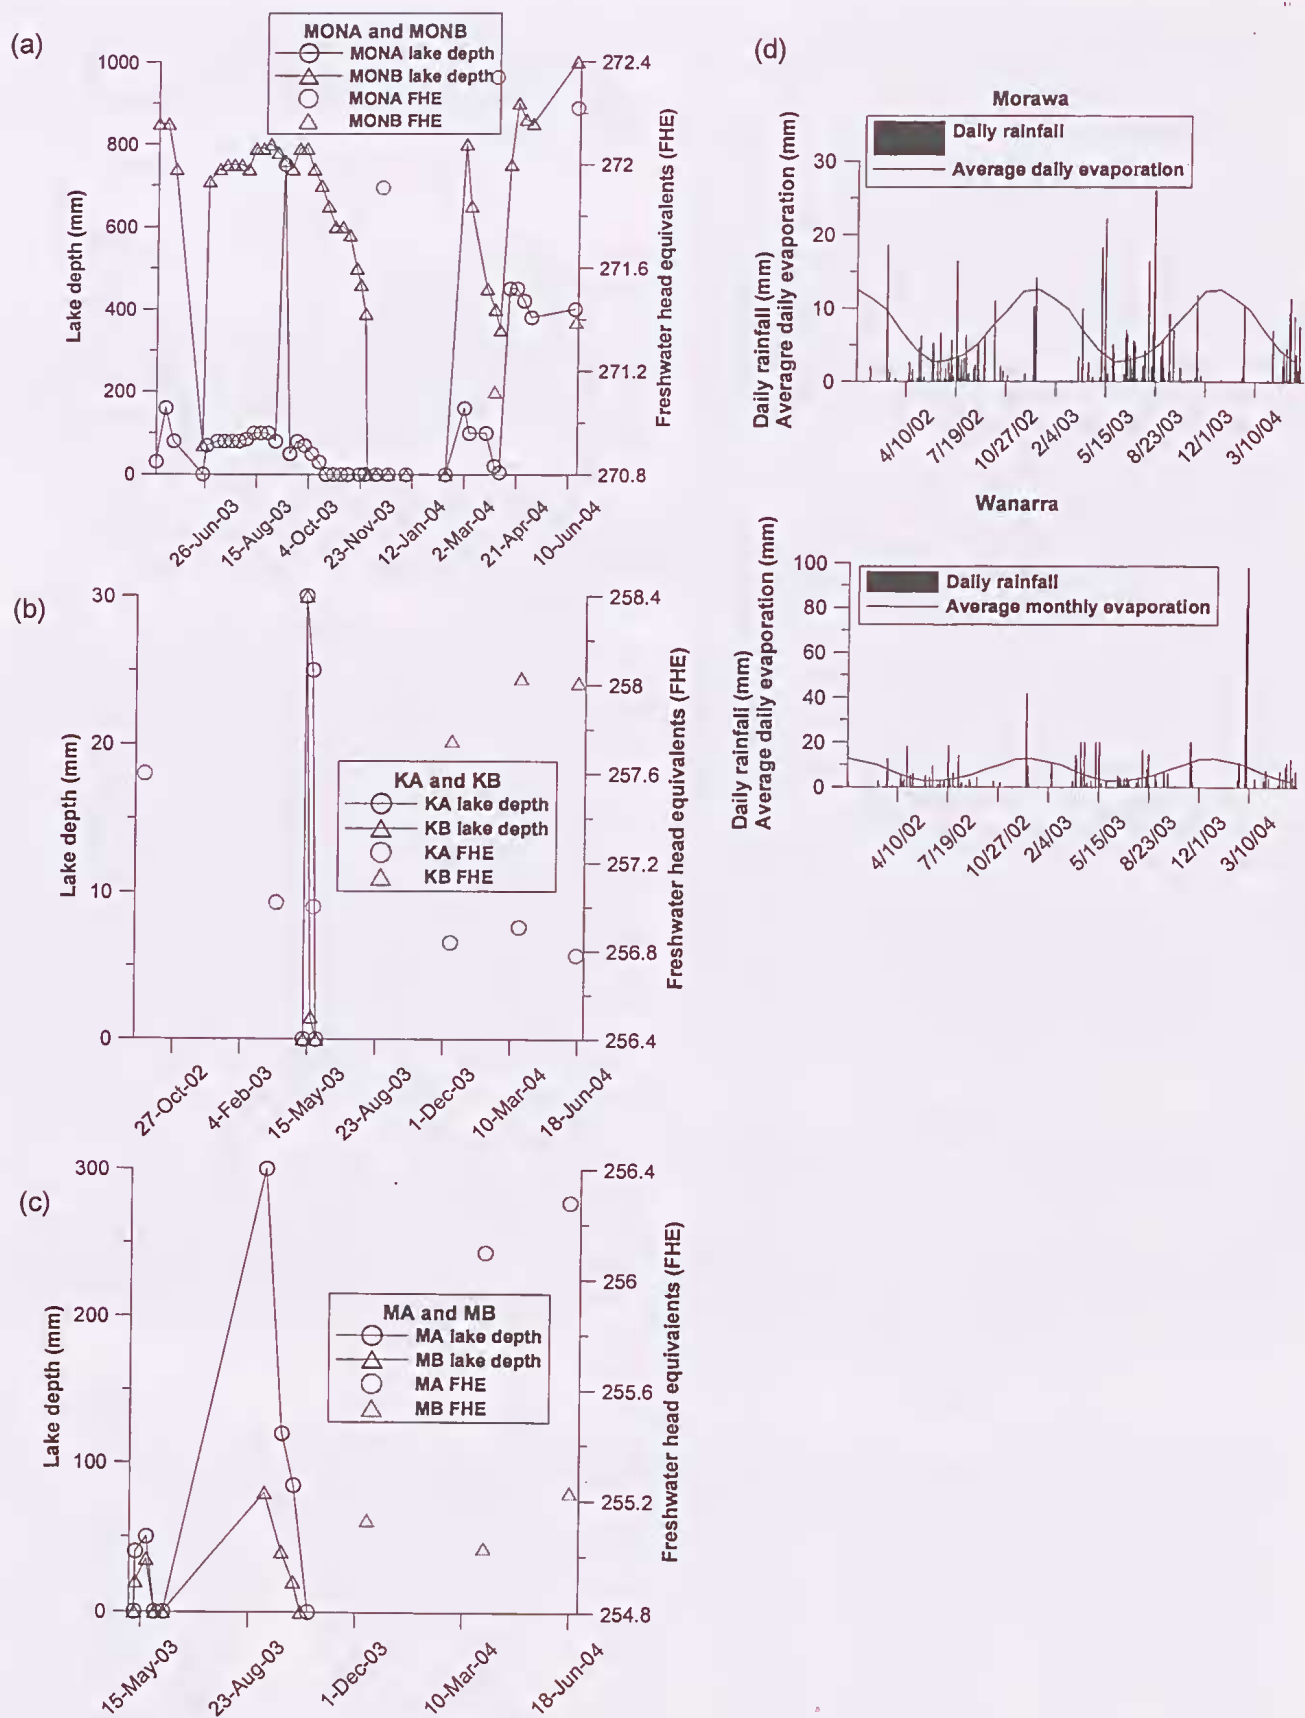 (a)
MONA and MONB
MONA lake depth
MONB lake depth
MONA FHE
MONB FHE
1000
800
600
400
200
0
Lake depth (mm)
272.4
272
271.6
271.2
270.8
Freshwater head equivalents (FHE)
26-Jun-03
15-Aug-03
4-Oct-03
23-Nov-03
12-Jan-04
2-Mar-04
21-Apr-04
10-Jun-04
(b)
30
20
10
0
Lake depth (mm)
KA and KB
KA lake depth
KB lake depth
KA FHE
KB FHE
258.4
258
257.6
257.2
256.8
256.4
Freshwater head equivalents (FHE)
27-Oct-02
4-Feb-03
15-May-03
23-Aug-03
1-Dec-03
10-Mar-04
18-Jun-04
(c)
300
200
100
0
Lake depth (mm)
MA and MB
MA lake depth
MB lake depth
MA FHE
MB FHE
256.4
256
255.6
255.2
254.8
Freshwater head equivalents (FHE)
15-May-03
23-Aug-03
1-Dec-03
10-Mar-04
18-Jun-04
(d)
Morawa
Daily rainfall
Average daily evaporation
30
20
10
0
Daily rainfall (mm)
Averagre daily evaporation (mm)
4/10/02
7/19/02
10/27/02
2/4/03
5/15/03
8/23/03
12/1/03
3/10/04
Wanarra
Daily rainfall
Average monthly evaporation
100
80
60
40
20
0
Daily rainfall (mm)
Average daily evaporation (mm)
4/10/02
7/19/02
10/27/02
2/4/03
5/15/03
8/23/03
12/1/03
3/10/04